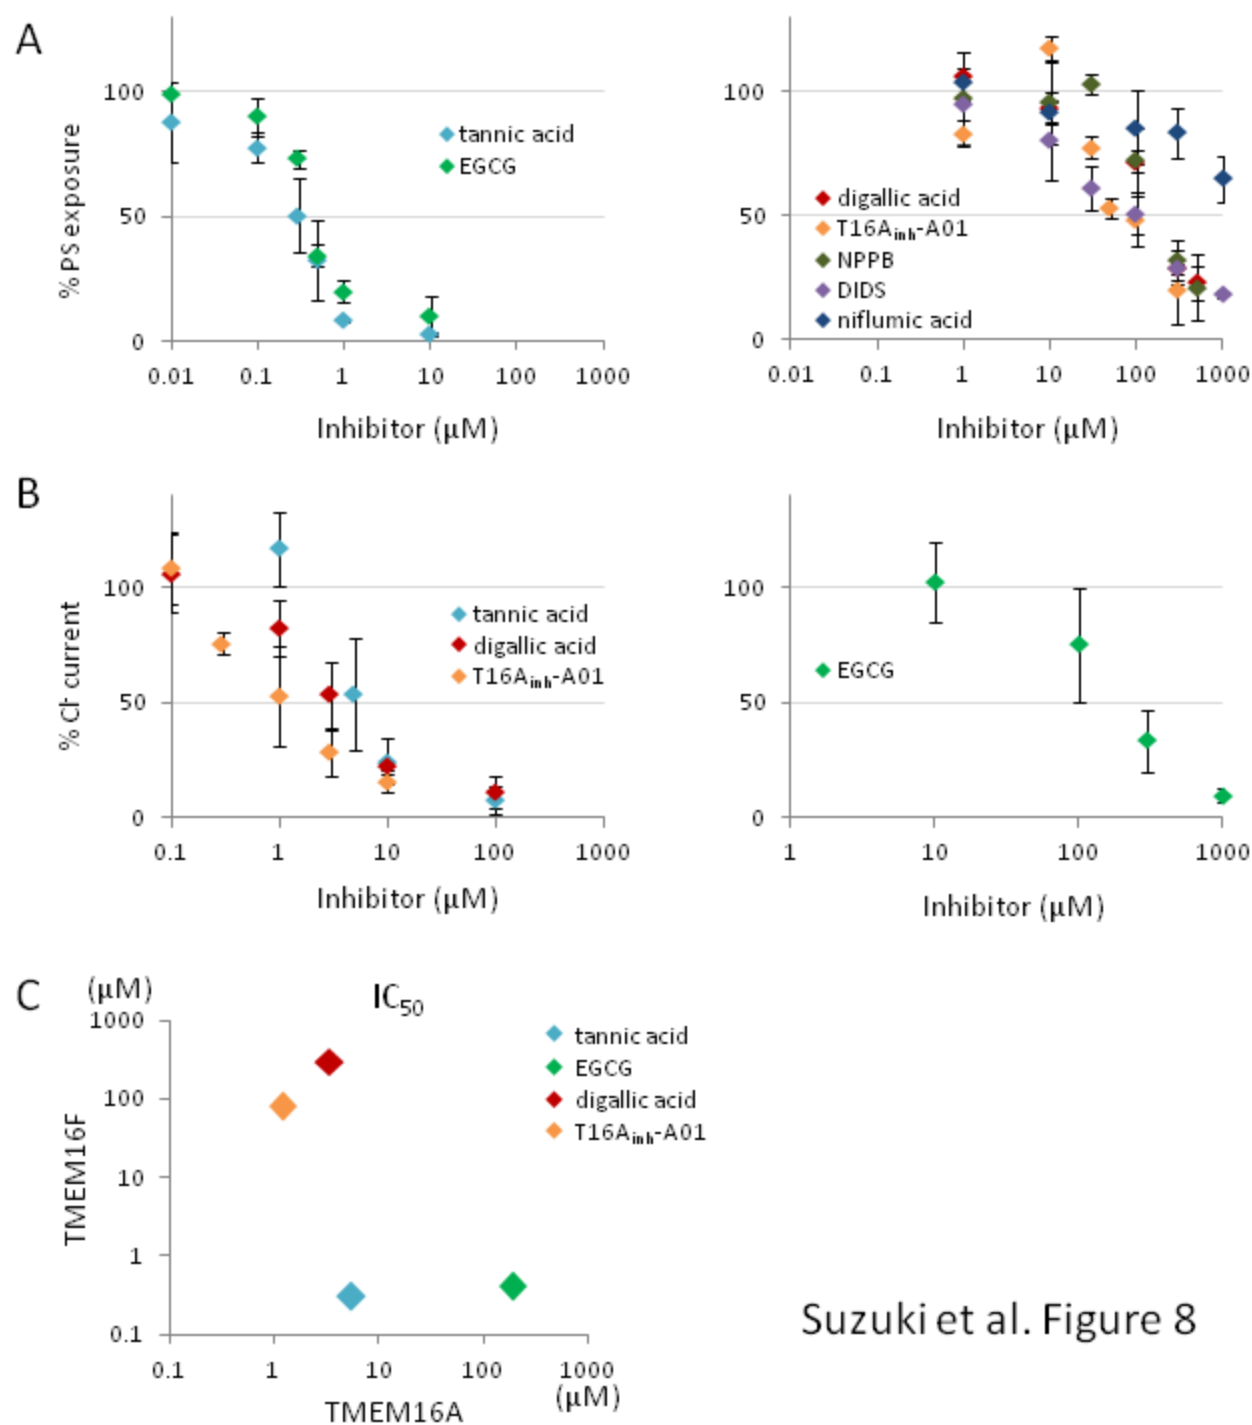 A
% PS exposure
100
50
0
0.01 0.1 1 10 100 1000
Inhibitor (μM)
tannic acid
EGCG
0.01 0.1 1 10 100 1000
100
50
0
Inhibitor (μM)
digallic acid
T16Ainh-A01
NPPB
DIDS
niflumic acid
B
% Cl- current
100
50
0
0.1 1 10 100 1000
Inhibitor (μM)
tannic acid
digallic acid
T16Ainh-A01
100
50
0
1 10 100 1000
Inhibitor (μM)
EGCG
C
(μM)
IC50
TMEM16F
1000
100
10
1
0.1
0.1 1 10 100 1000
(μM)
TMEM16A
tannic acid
EGCG
digallic acid
T16Ainh-A01
Suzuki et al. Figure 8